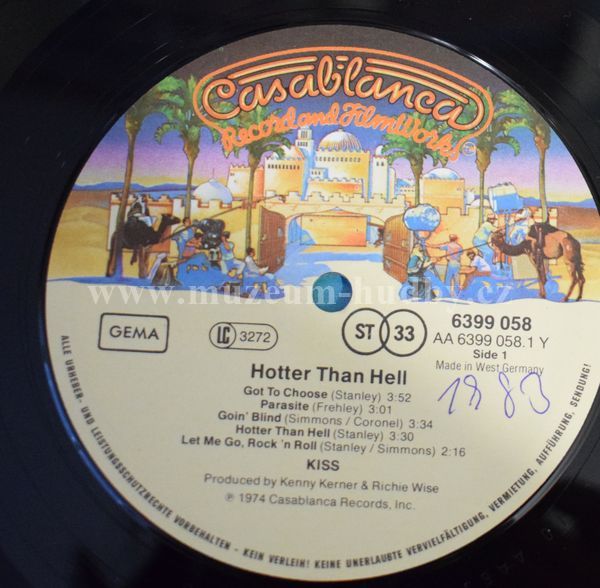 Casablanca
Record and FilmWorks
www.muzeum-hudby.cz
GEMA
LC 3272
ST 33
6399 058
AA 6399 058.1 Y
Side 1
Made in West Germany
1983
Hotter Than Hell
Got To Choose (Stanley) 3:52
Parasite (Frehley) 3:01
Goin' Blind (Simmons / Coronel) 3:34
Hotter Than Hell (Stanley) 3:30
Let Me Go, Rock 'n Roll (Stanley / Simmons) 2:16
KISS
Produced by Kenny Kerner & Richie Wise
℗ 1974 Casablanca Records, Inc.
ALLE URHEBER- UND LEISTUNGSSCHUTZRECHTE VORBEHALTEN - KEIN VERLEIH! KEINE UNERLAUBTE VERVIELFÄLTIGUNG, VERMIETUNG, AUFFÜHRUNG, SENDUNG!